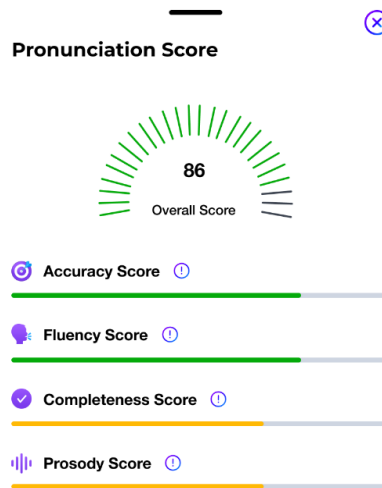 Pronunciation Score
86
Overall Score
Accuracy Score
Fluency Score
Completeness Score
Prosody Score